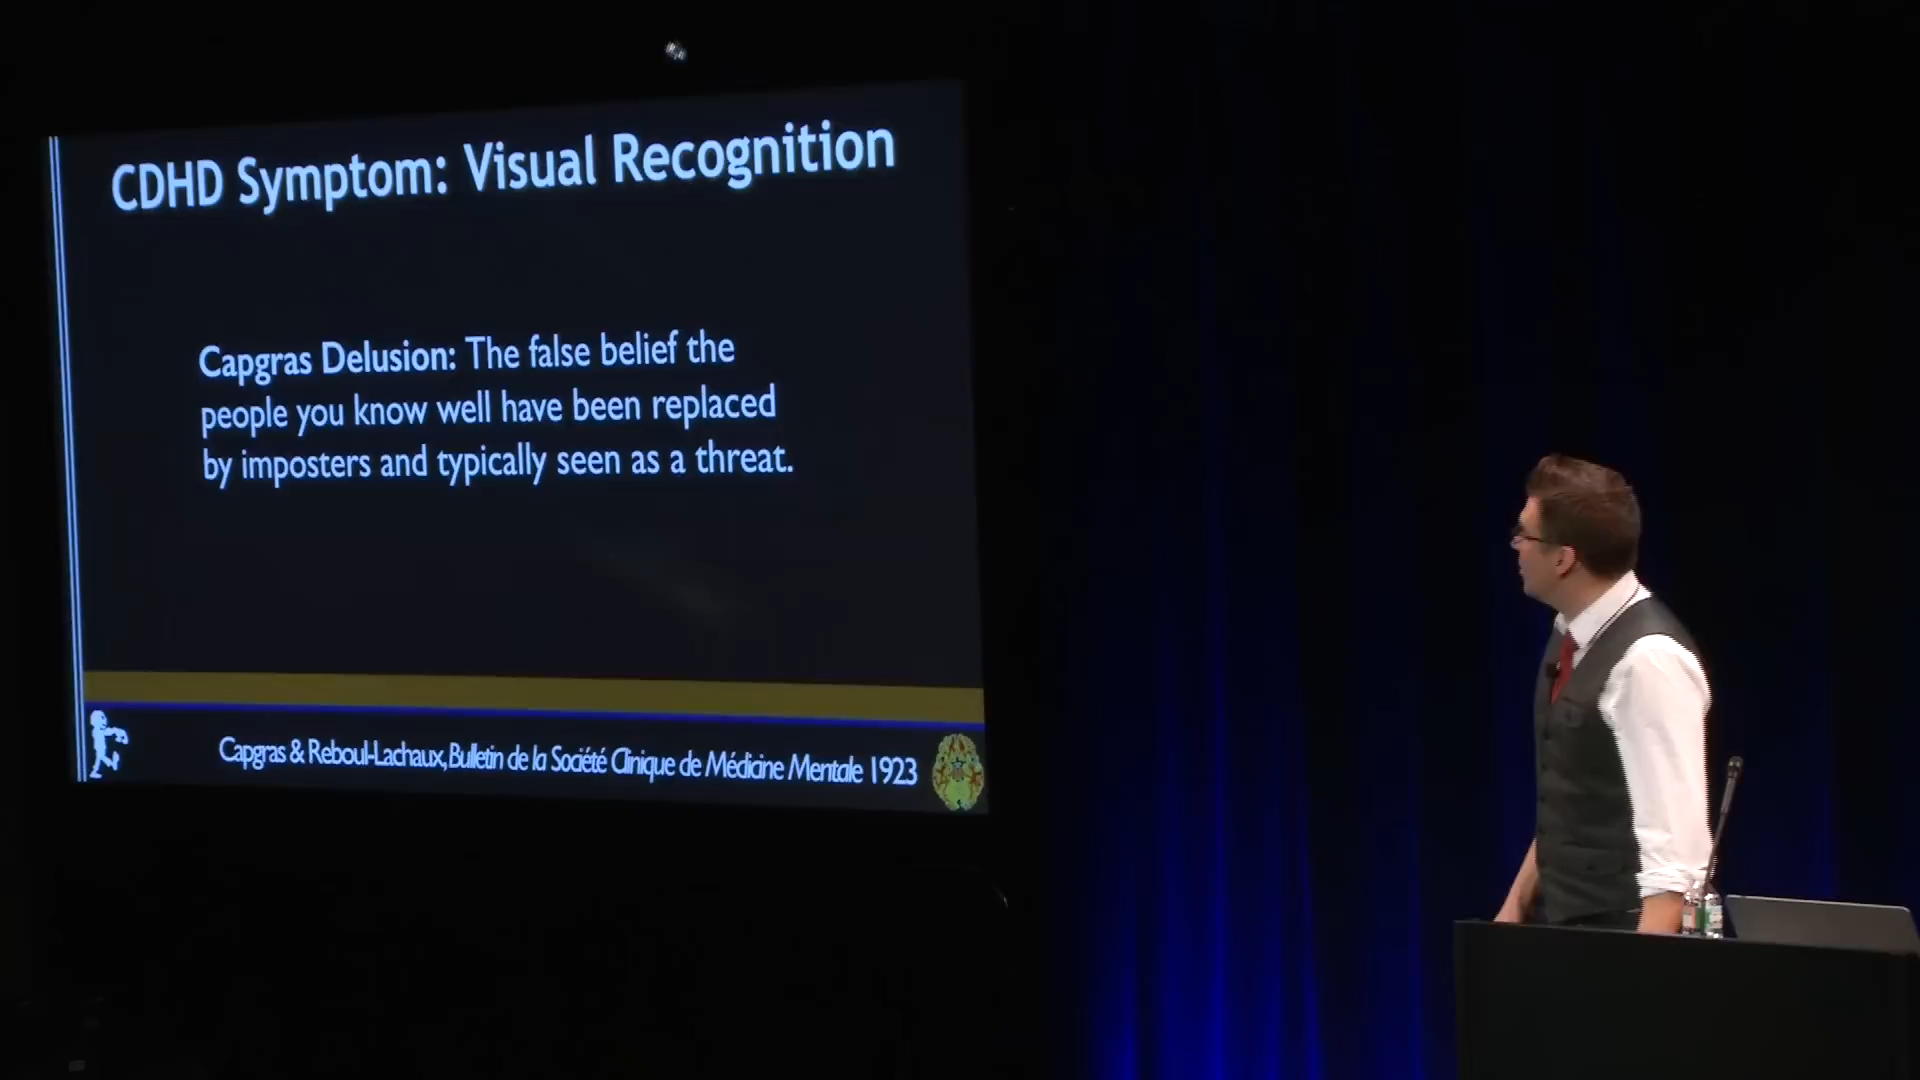 CDHD Symptom: Visual Recognition
Capgras Delusion: The false belief the
people you know well have been replaced
by imposters and typically seen as a threat.
Capgras & Reboul-Lachaux, Bulletin de la Société Clinique de Médicine Mentale 1923